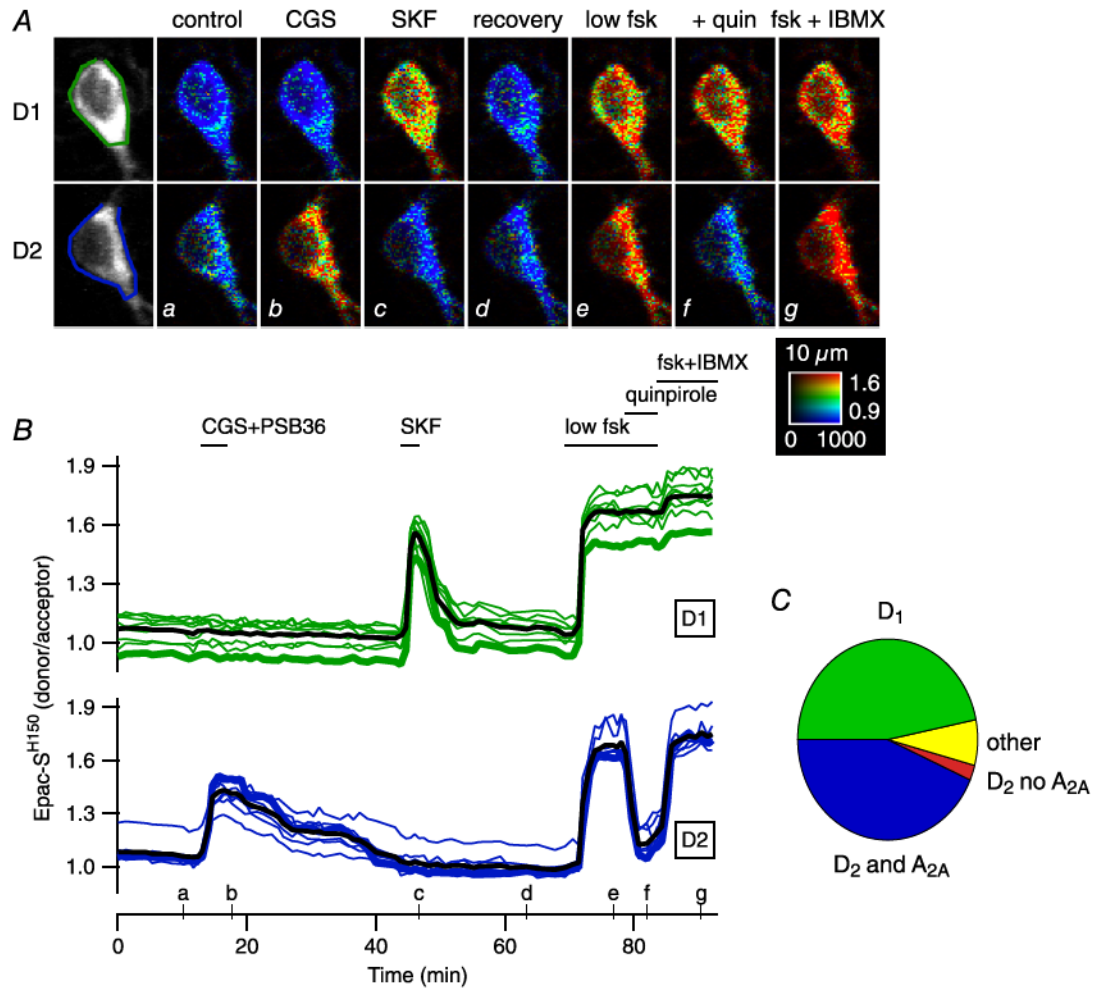 A control CGS SKF recovery low fsk + quin fsk + IBMX
D1
D2
a b c d e f g
10 µm
1.6
0.9
0 1000
fsk+IBMX
quinpirole
B CGS+PSB36 SKF low fsk
1.9
1.6
1.3
1.0
D1
Epac-S^H150 (donor/acceptor)
1.9
1.6
1.3
1.0
D2
a b c d e f g
0 20 40 60 80
Time (min)
C
D₁
other
D₂ no A₂A
D₂ and A₂A